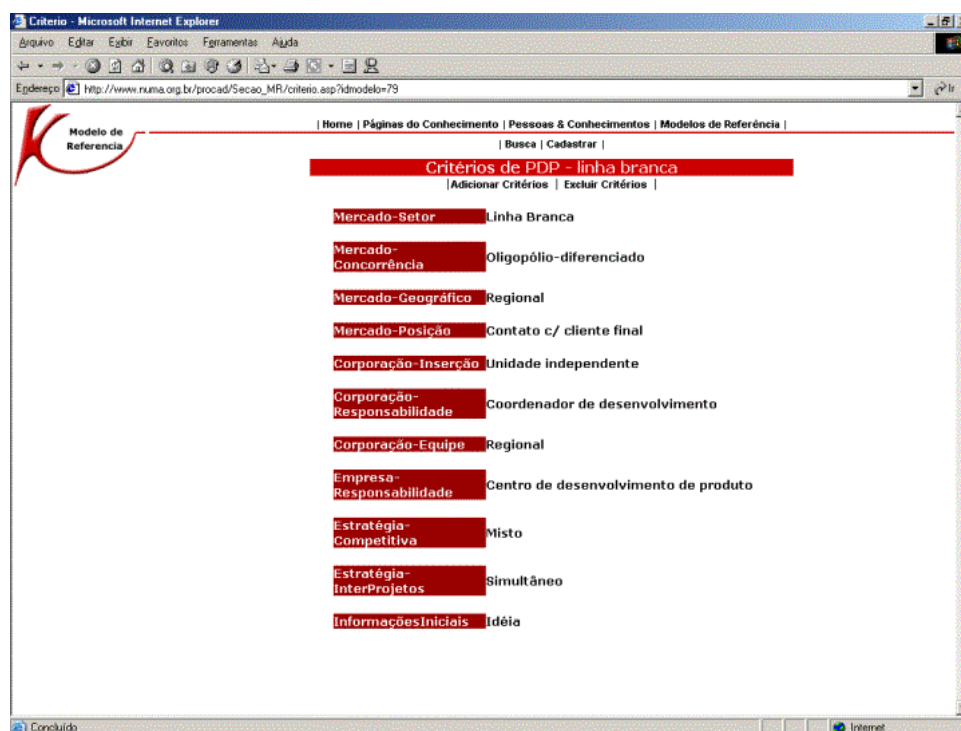 Criterio - Microsoft Internet Explorer
Arquivo Editar Exibir Favoritos Ferramentas Ajuda
Endereço http://www.numa.org.br/procad/Secao_MR/criterio.asp?idmodelo=79 Ir
Modelo de
Referencia
| Home | Páginas do Conhecimento | Pessoas & Conhecimentos | Modelos de Referência |
| Busca | Cadastrar |
Critérios de PDP - linha branca
|Adicionar Critérios | Excluir Critérios |
Mercado-Setor Linha Branca
Mercado-
Concorrência Oligopólio-diferenciado
Mercado-Geográfico Regional
Mercado-Posição Contato c/ cliente final
Corporação-Inserção Unidade independente
Corporação-
Responsabilidade Coordenador de desenvolvimento
Corporação-Equipe Regional
Empresa-
Responsabilidade Centro de desenvolvimento de produto
Estratégia-
Competitiva Misto
Estratégia-
InterProjetos Simultâneo
InformaçõesIniciais Idéia
Concluído Internet